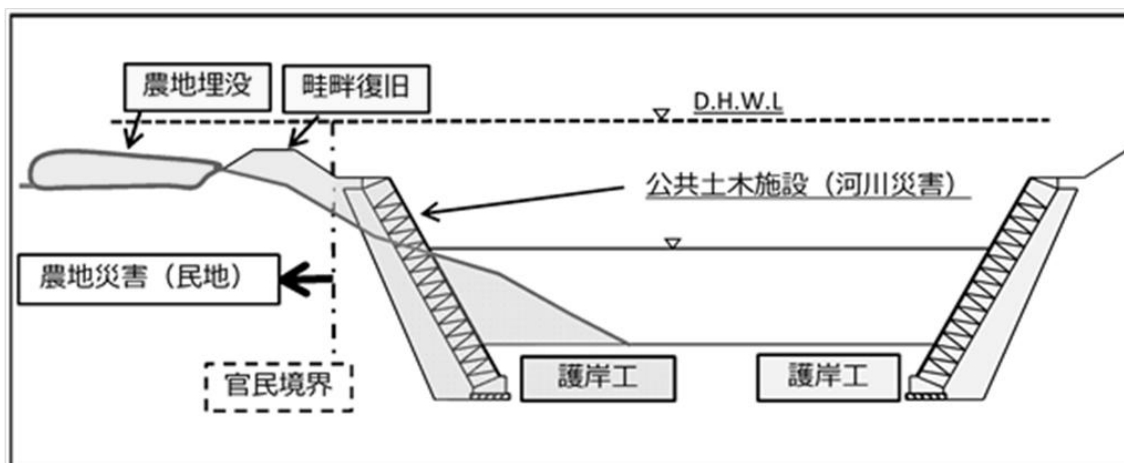 農地埋没
畦畔復旧
D.H.W.L
公共土木施設（河川災害）
農地災害（民地）
官民境界
護岸工
護岸工